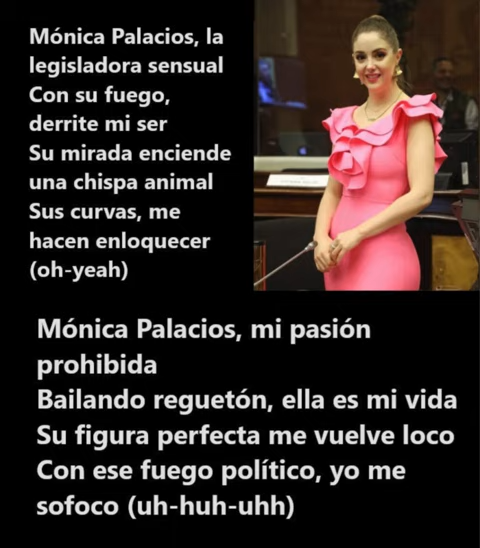 Mónica Palacios, la
legisladora sensual
Con su fuego,
derrite mi ser
Su mirada enciende
una chispa animal
Sus curvas, me
hacen enloquecer
(oh-yeah)
Mónica Palacios, mi pasión
prohibida
Bailando reguetón, ella es mi vida
Su figura perfecta me vuelve loco
Con ese fuego político, yo me
sofoco (uh-huh-uhh)